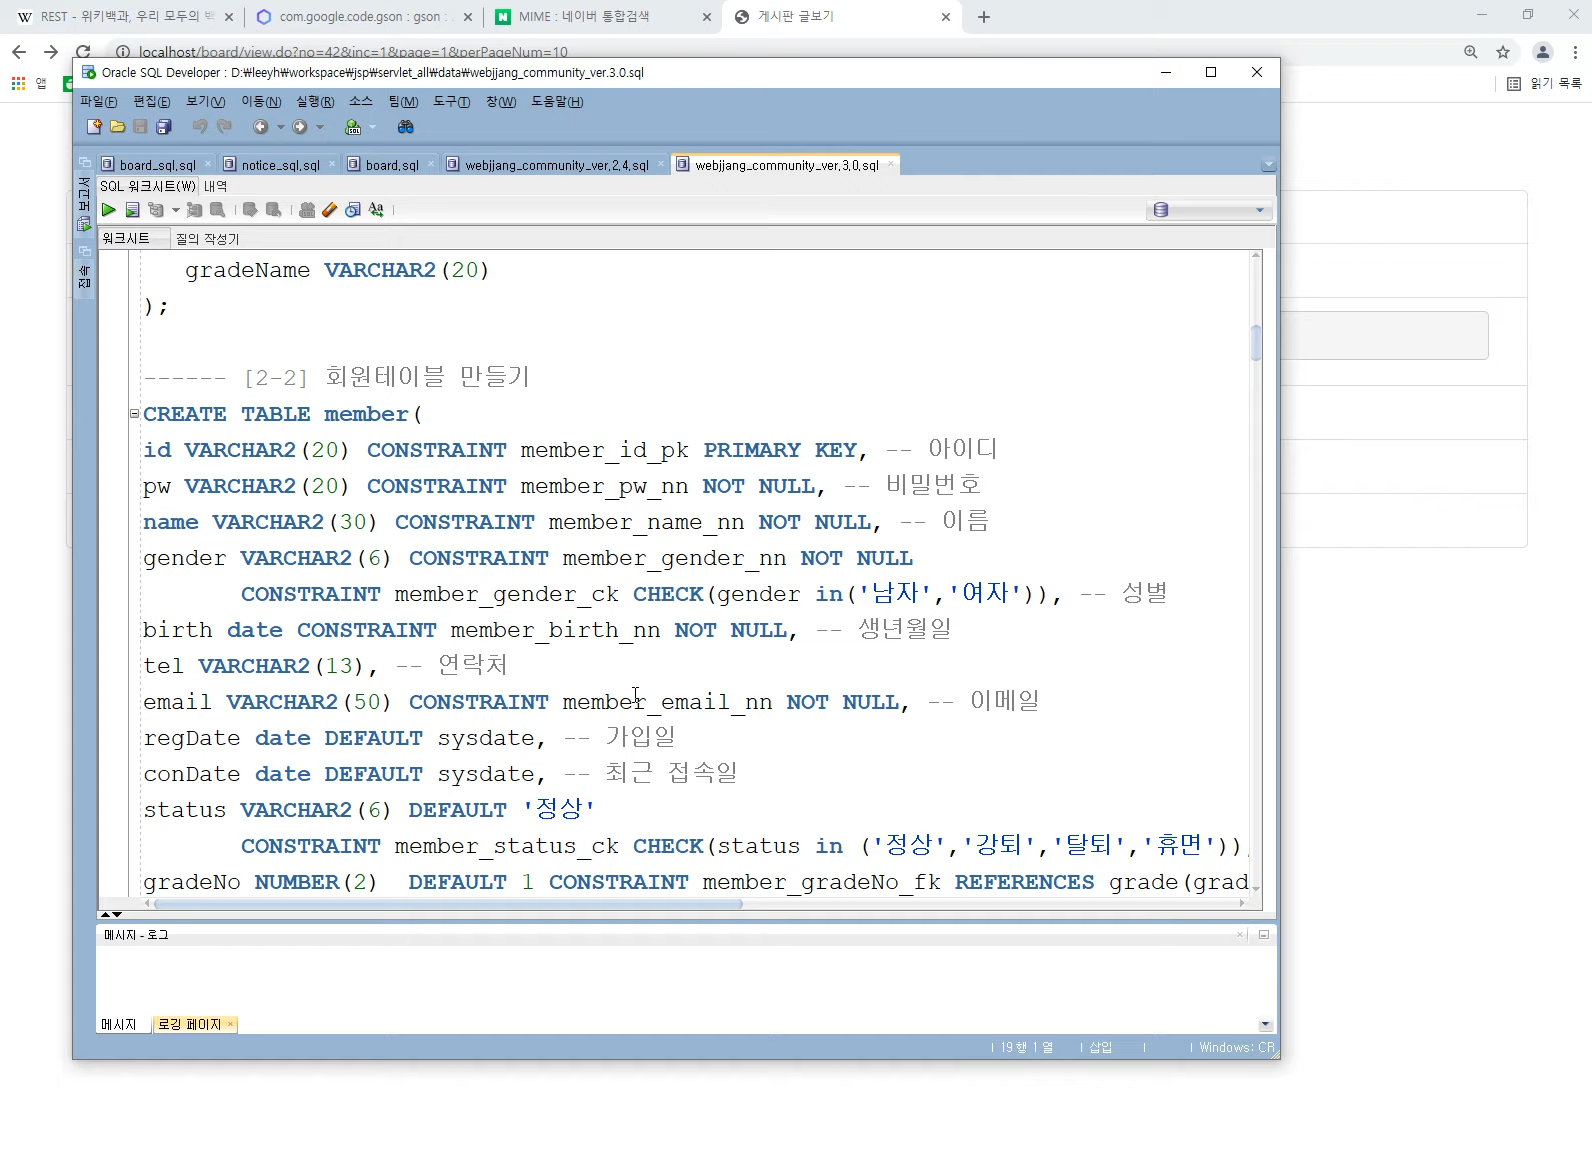 REST - 위키백과, 우리 모두의 백
com.google.code.gson : gson :
MIME : 네이버 통합검색
게시판 글보기
localhost/board/view.do?no=42&inc=1&page=1&perPageNum=10
앱
읽기 목록
Oracle SQL Developer : D:₩leeyh₩workspace₩jsp₩servlet_all₩data₩webjjang_community_ver.3.0.sql
파일(F) 편집(E) 보기(V) 이동(N) 실행(R) 소스 팀(M) 도구(T) 창(W) 도움말(H)
board_sql.sql
notice_sql.sql
board.sql
webjjang_community_ver.2.4.sql
webjjang_community_ver.3.0.sql
SQL 워크시트(W) 내역
보고서
접속
워크시트 질의 작성기
gradeName VARCHAR2(20)
);
------ [2-2] 회원테이블 만들기
CREATE TABLE member(
id VARCHAR2(20) CONSTRAINT member_id_pk PRIMARY KEY, -- 아이디
pw VARCHAR2(20) CONSTRAINT member_pw_nn NOT NULL, -- 비밀번호
name VARCHAR2(30) CONSTRAINT member_name_nn NOT NULL, -- 이름
gender VARCHAR2(6) CONSTRAINT member_gender_nn NOT NULL
CONSTRAINT member_gender_ck CHECK(gender in('남자','여자')), -- 성별
birth date CONSTRAINT member_birth_nn NOT NULL, -- 생년월일
tel VARCHAR2(13), -- 연락처
email VARCHAR2(50) CONSTRAINT member_email_nn NOT NULL, -- 이메일
regDate date DEFAULT sysdate, -- 가입일
conDate date DEFAULT sysdate, -- 최근 접속일
status VARCHAR2(6) DEFAULT '정상'
CONSTRAINT member_status_ck CHECK(status in ('정상','강퇴','탈퇴','휴면')),
gradeNo NUMBER(2) DEFAULT 1 CONSTRAINT member_gradeNo_fk REFERENCES grade(grad
메시지 - 로그
메시지
로깅 페이지
19행 1열
삽입
Windows: CR